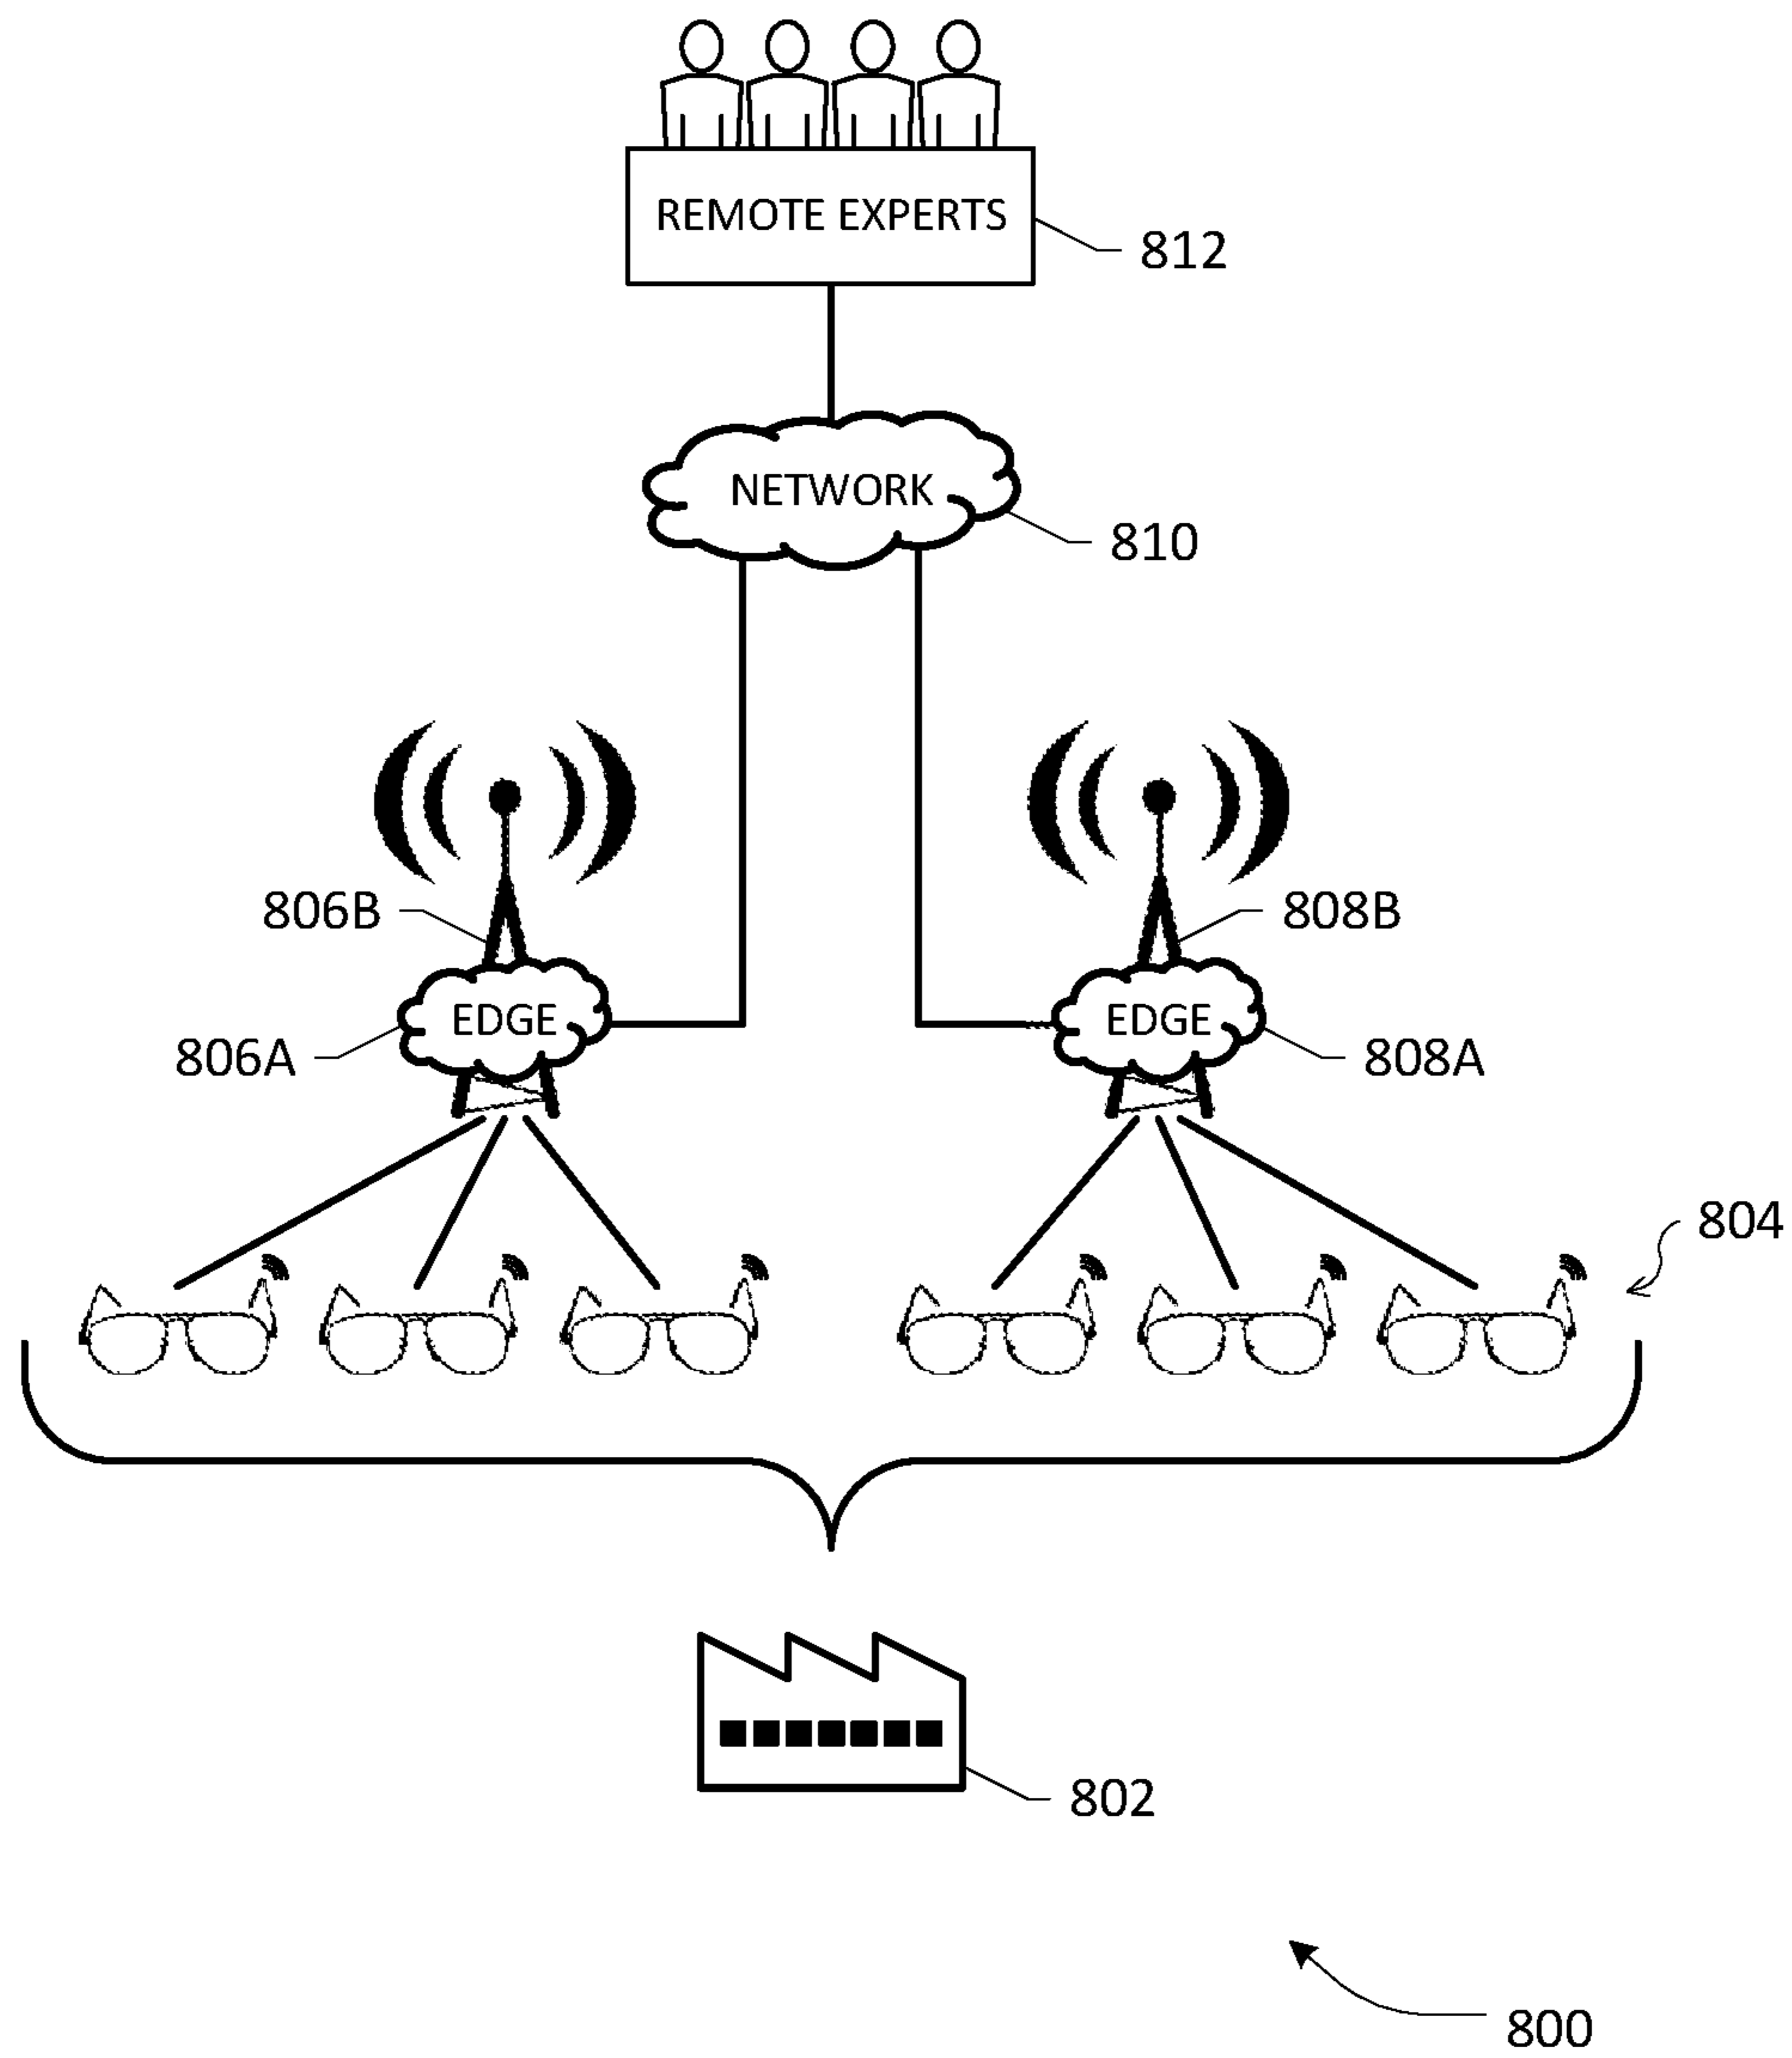 REMOTE EXPERTS
812
NETWORK
810
806B
808B
EDGE
EDGE
806A
808A
804
802
800